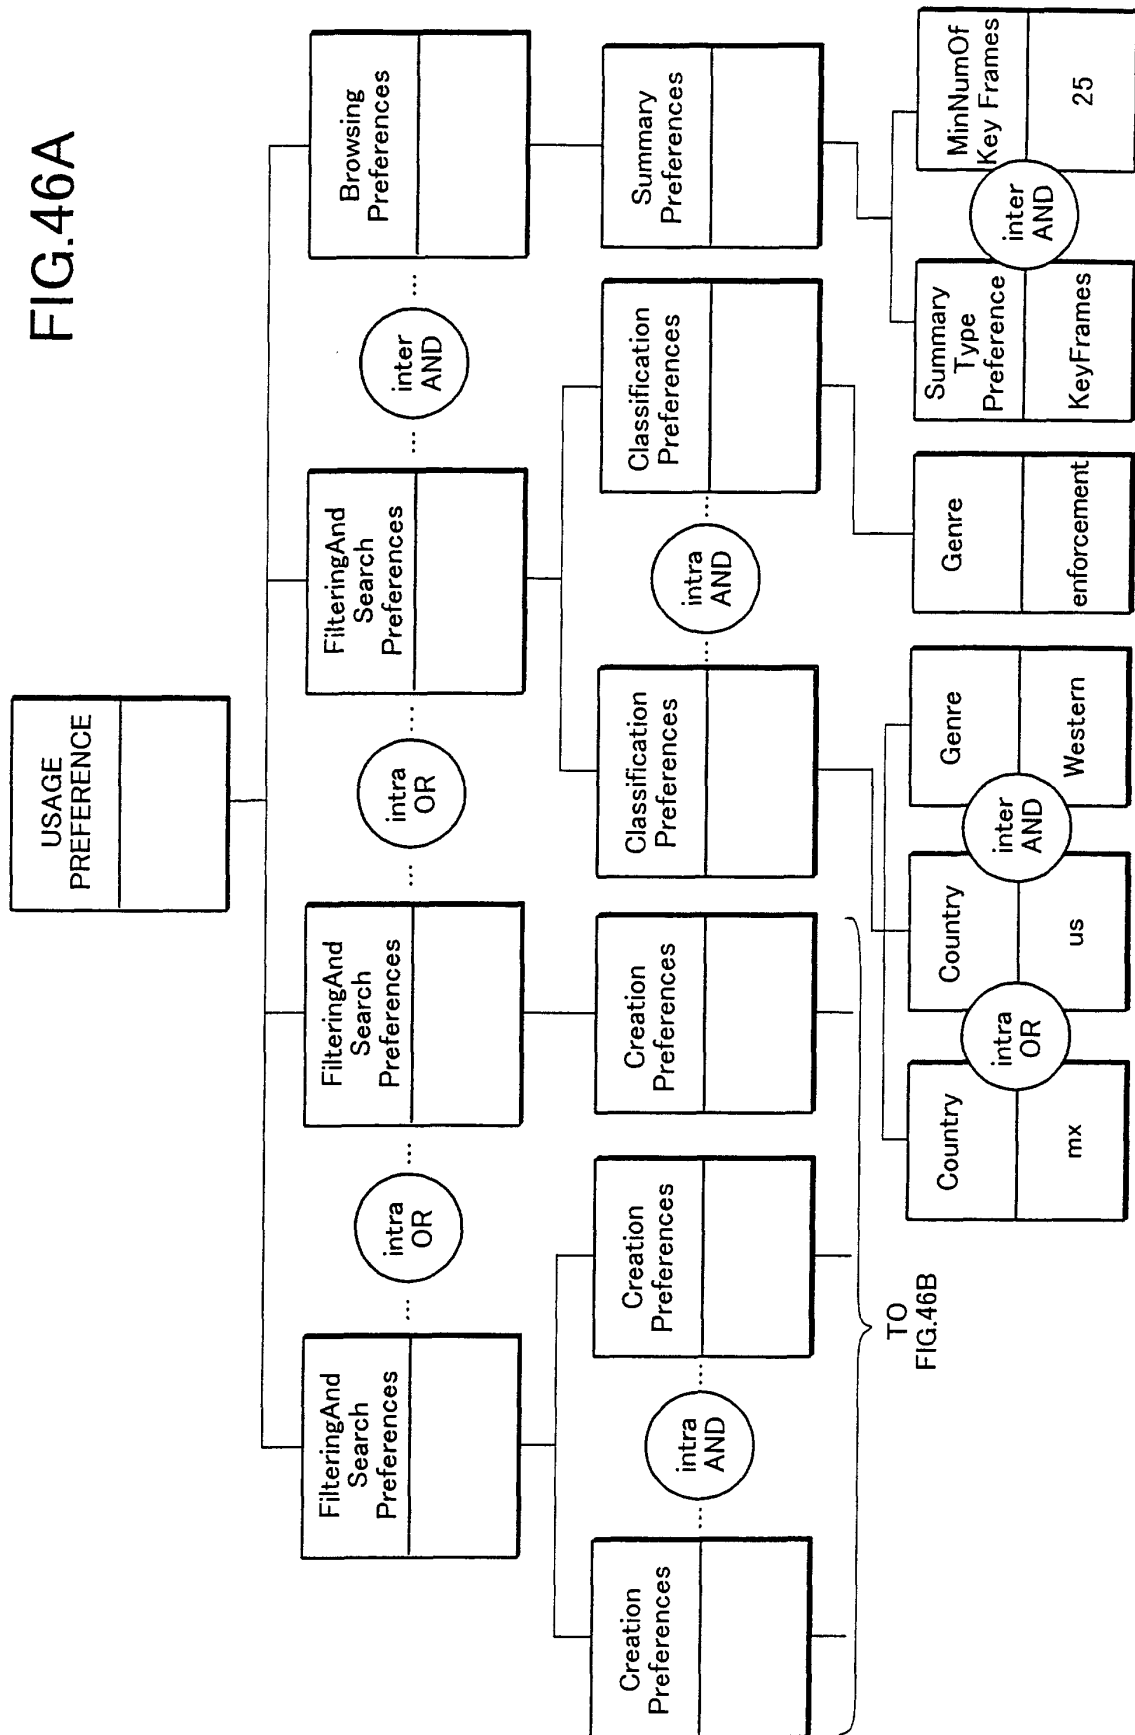 FIG.46A
USAGE
PREFERENCE
FilteringAnd
Search
Preferences
...
intra
OR
...
FilteringAnd
Search
Preferences
...
intra
OR
...
FilteringAnd
Search
Preferences
...
inter
AND
...
Browsing
Preferences
Creation
Preferences
...
intra
AND
...
Creation
Preferences
Creation
Preferences
Classification
Preferences
...
intra
AND
...
Classification
Preferences
Summary
Preferences
TO
FIG.46B
Country
mx
intra
OR
Country
us
inter
AND
Genre
Western
Genre
enforcement
Summary
Type
Preference
KeyFrames
inter
AND
MinNumOf
Key Frames
25